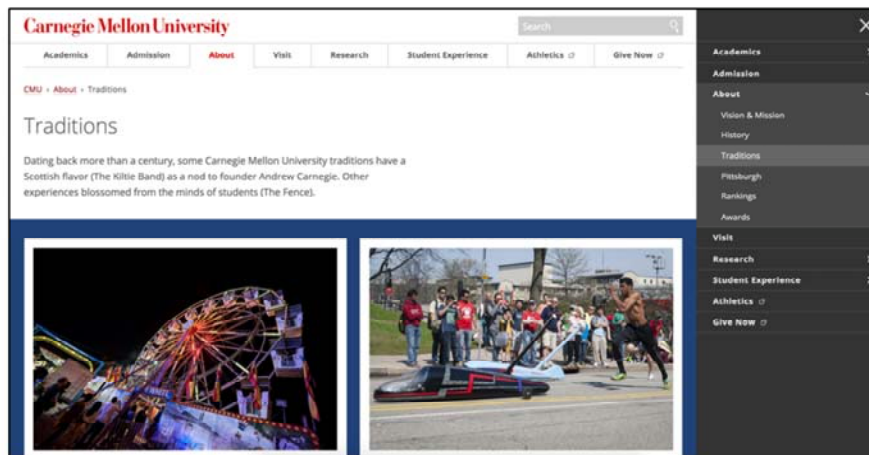 Carnegie Mellon University
Search
Academics
Admission
About
Visit
Research
Student Experience
Athletics
Give Now
CMU › About › Traditions
Traditions
Dating back more than a century, some Carnegie Mellon University traditions have a
Scottish flavor (The Kiltie Band) as a nod to founder Andrew Carnegie. Other
experiences blossomed from the minds of students (The Fence).
Academics
Admission
About
Vision & Mission
History
Traditions
Pittsburgh
Rankings
Awards
Visit
Research
Student Experience
Athletics
Give Now